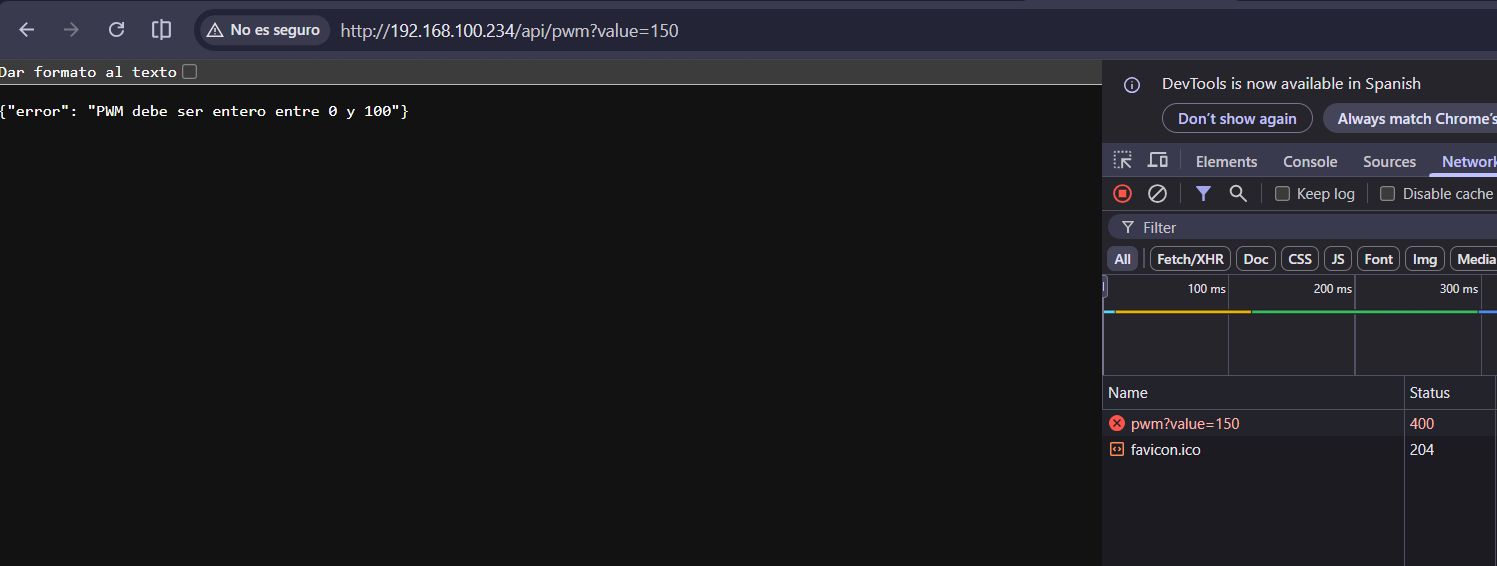 No es seguro
http://192.168.100.234/api/pwm?value=150
Dar formato al texto
{"error": "PWM debe ser entero entre 0 y 100"}
DevTools is now available in Spanish
Don't show again
Always match Chrome's
Elements Console Sources Network
Keep log Disable cache
Filter
All Fetch/XHR Doc CSS JS Font Img Media
100 ms 200 ms 300 ms
Name Status
pwm?value=150 400
favicon.ico 204